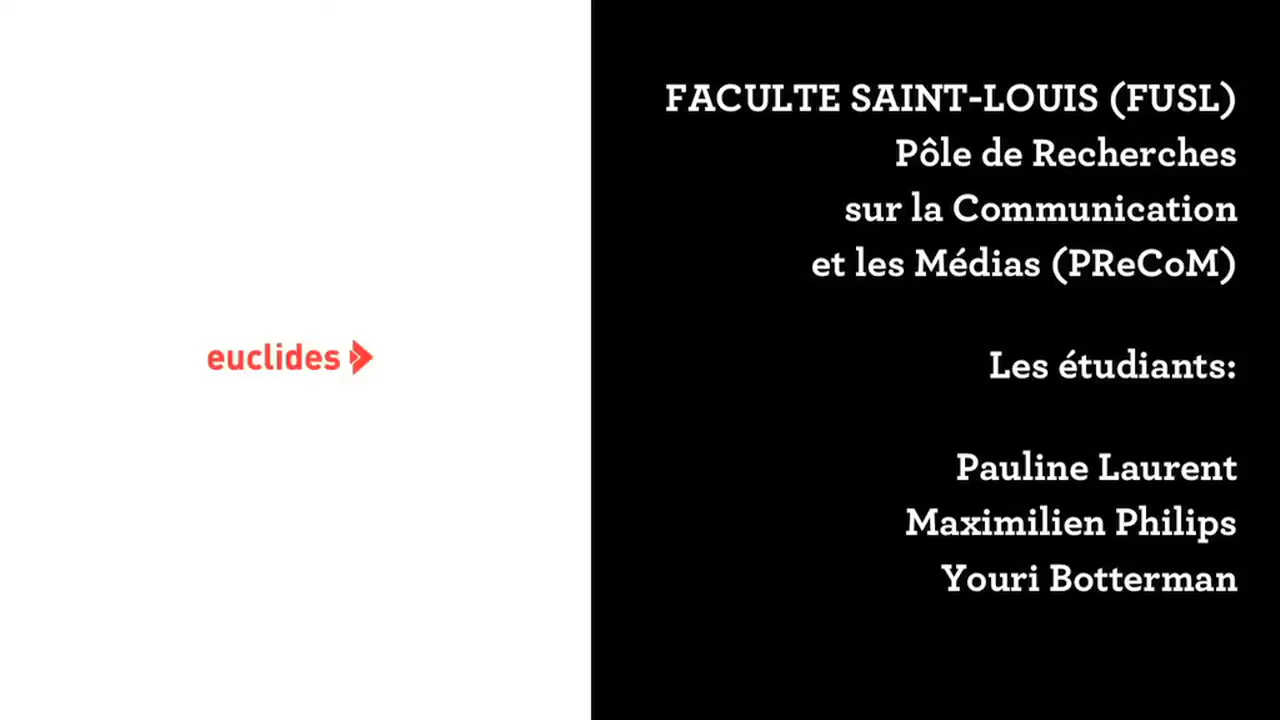 euclides
FACULTE SAINT-LOUIS (FUSL)
Pôle de Recherches
sur la Communication
et les Médias (PReCoM)
Les étudiants:
Pauline Laurent
Maximilien Philips
Youri Botterman